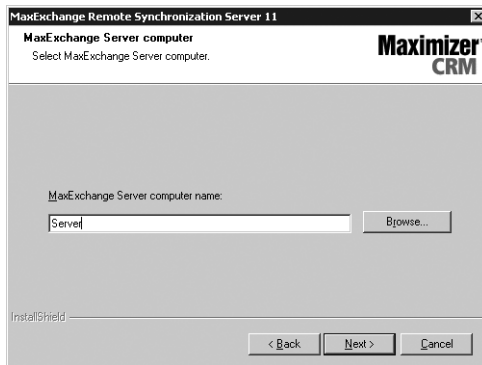 MaxExchange Remote Synchronization Server 11
MaxExchange Server computer
Select MaxExchange Server computer.
Maximizer
CRM
MaxExchange Server computer name:
Server
Browse...
InstallShield
< Back
Next >
Cancel